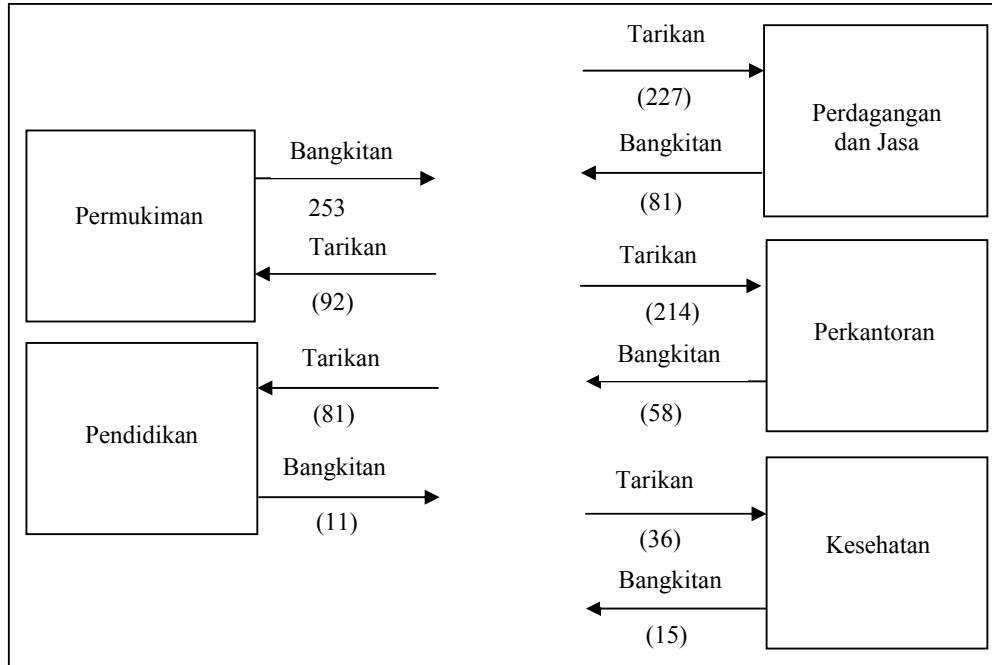 Permukiman
Bangkitan
253
Tarikan
(92)
Pendidikan
Tarikan
(81)
Bangkitan
(11)
Tarikan
(227)
Bangkitan
(81)
Perdagangan
dan Jasa
Tarikan
(214)
Bangkitan
(58)
Perkantoran
Tarikan
(36)
Bangkitan
(15)
Kesehatan